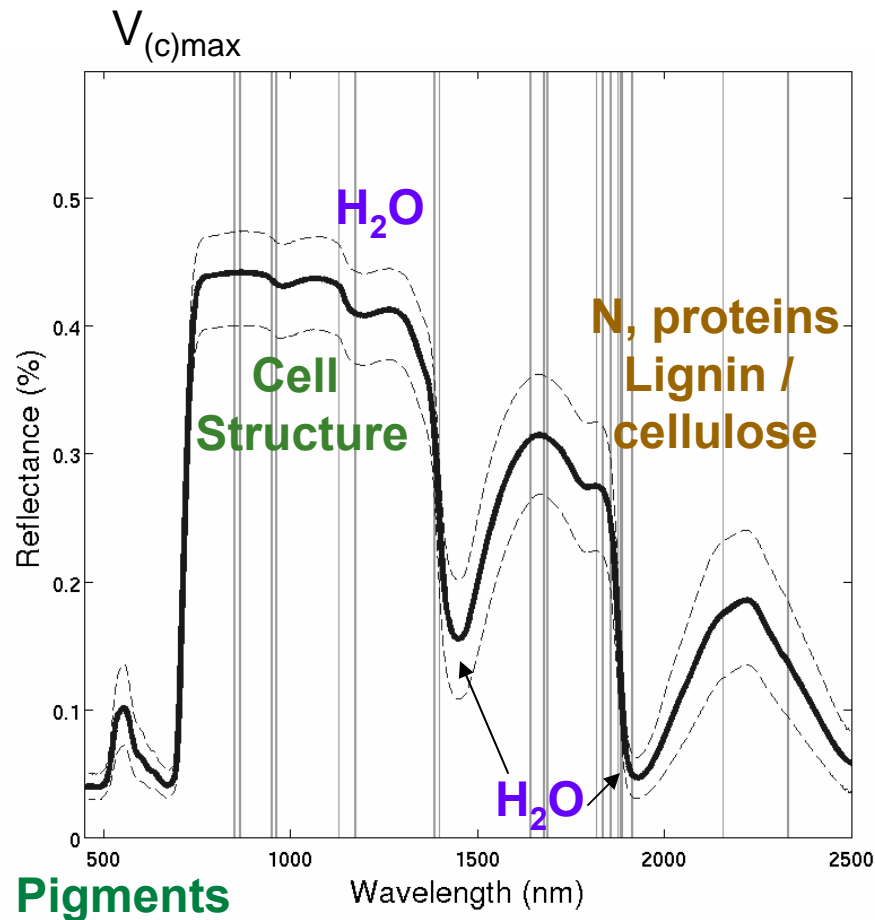 V(c)max
0.5
0.4
0.3
0.2
0.1
0
Reflectance (%)
H2O
Cell
Structure
N, proteins
Lignin /
cellulose
H2O
500 1000 1500 2000 2500
Pigments
Wavelength (nm)